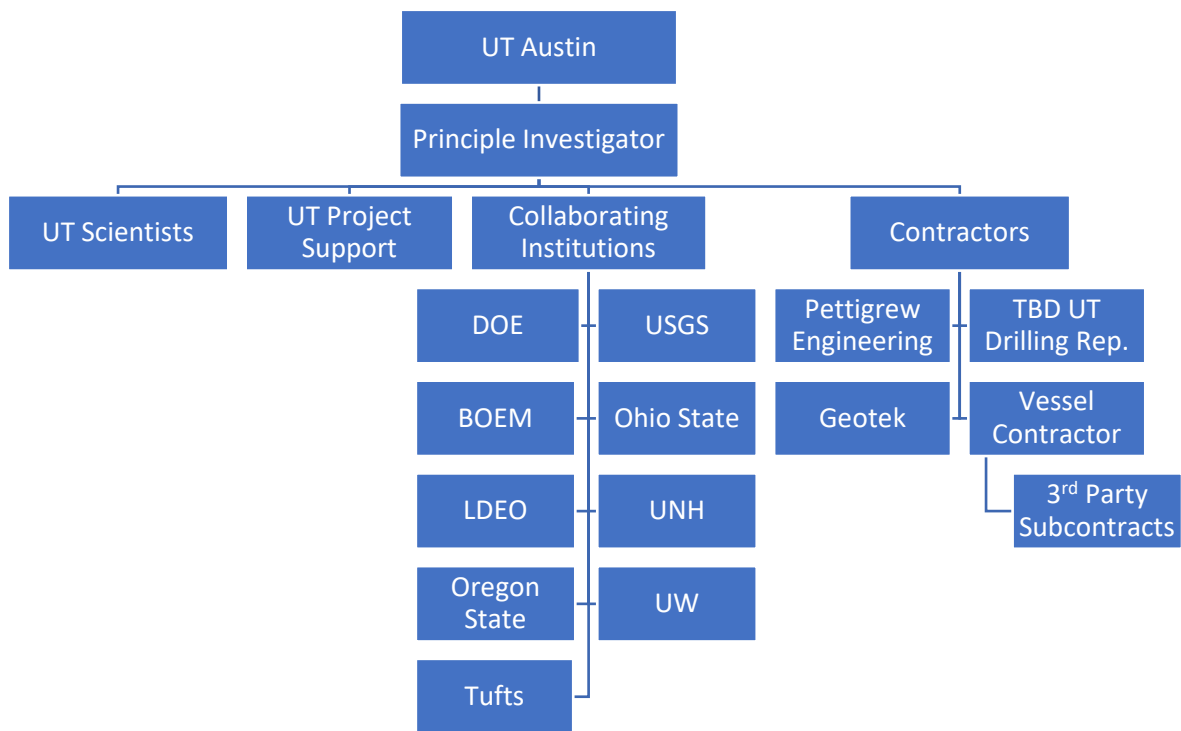 UT Austin
Principle Investigator
UT Scientists
UT Project
Support
Collaborating
Institutions
Contractors
DOE
USGS
Pettigrew
Engineering
TBD UT
Drilling Rep.
BOEM
Ohio State
Geotek
Vessel
Contractor
LDEO
UNH
3rd Party
Subcontracts
Oregon
State
UW
Tufts